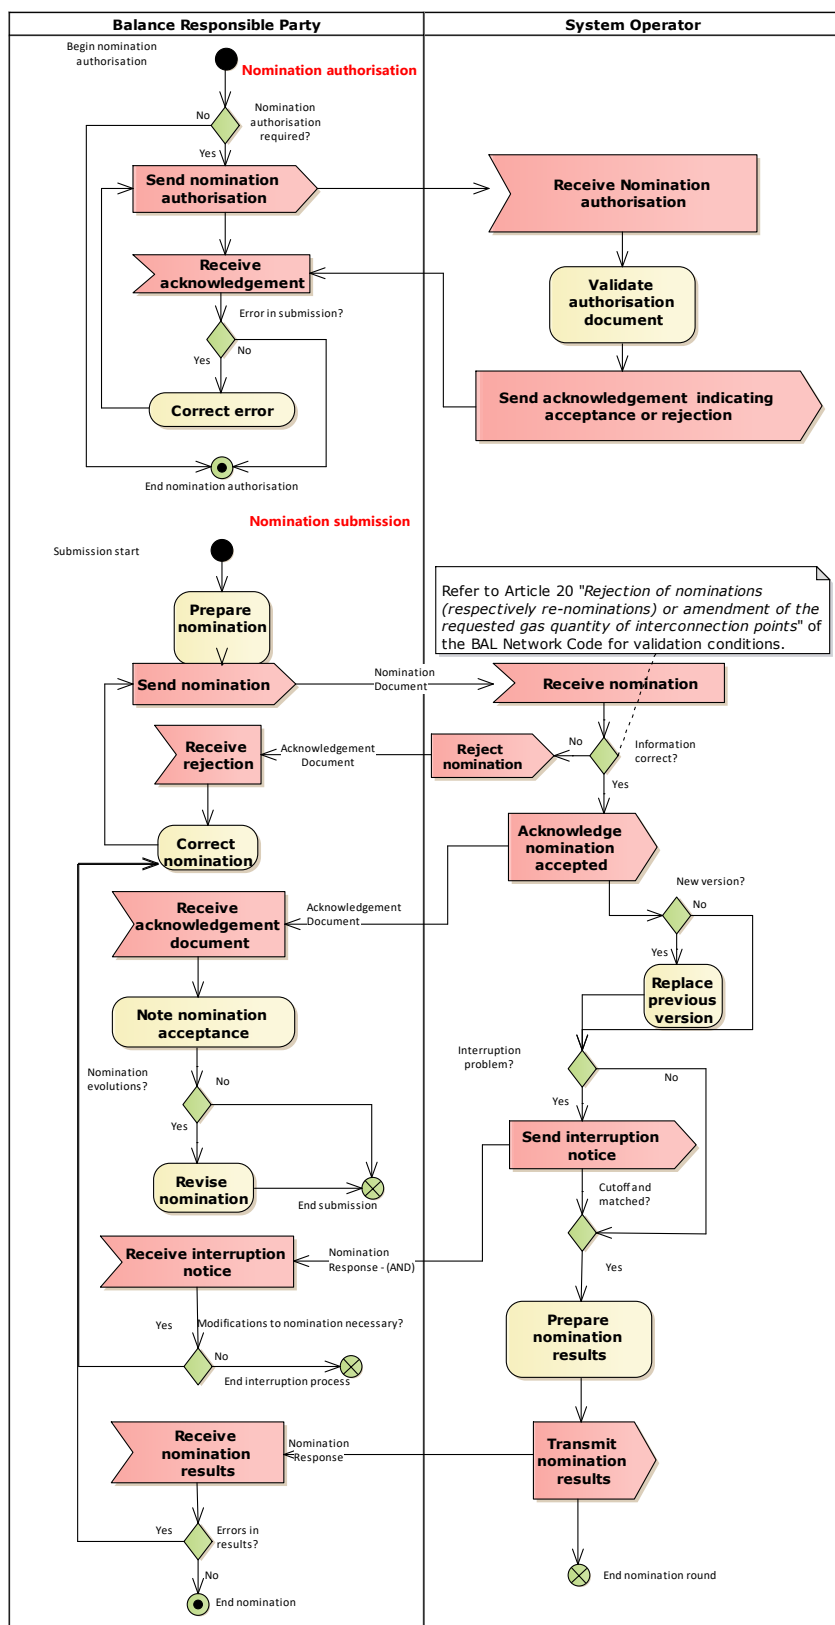 Balance Responsible Party
System Operator
Begin nomination
authorisation
Nomination authorisation
No
Nomination
authorisation
required?
Yes
Send nomination
authorisation
Receive Nomination
authorisation
Receive
acknowledgement
Validate
authorisation
document
Error in submission?
Yes
No
Send acknowledgement  indicating
acceptance or rejection
Correct error
End nomination authorisation
Nomination submission
Submission start
Refer to Article 20 "Rejection of nominations
(respectively re-nominations) or amendment of the
requested gas quantity of interconnection points" of
the BAL Network Code for validation conditions.
Prepare
nomination
Send nomination
Nomination
Document
Receive nomination
Receive
rejection
Acknowledgement
Document
Reject
nomination
No
Information
correct?
Yes
Correct
nomination
Acknowledge
nomination
accepted
New version?
No
Receive
acknowledgement
document
Acknowledgement
Document
Yes
Replace
previous
version
Note nomination
acceptance
Nomination
evolutions?
No
Interruption
problem?
No
Yes
Yes
Send interruption
notice
Revise
nomination
End submission
Cutoff and
matched?
Receive interruption
notice
Nomination
Response - (AND)
Yes
Yes
Modifications to nomination necessary?
Prepare
nomination
results
No
End interruption process
Receive
nomination
results
Nomination
Response
Transmit
nomination
results
Yes
Errors in
results?
No
End nomination round
End nomination